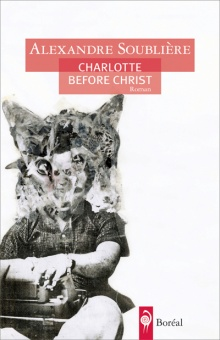 ALEXANDRE SOUBLIÈRE
CHARLOTTE
BEFORE CHRIST
Roman
Boréal